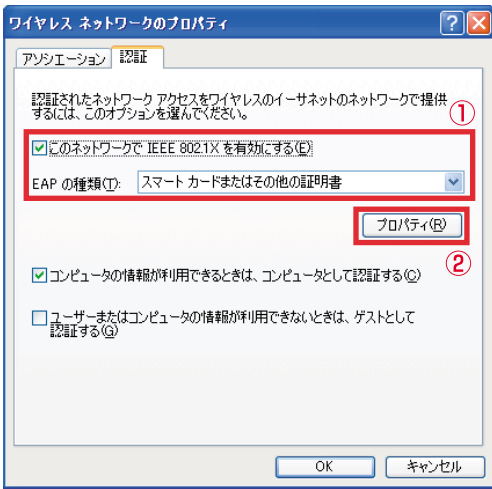 ワイヤレス ネットワークのプロパティ
アソシエーション 認証
認証されたネットワーク アクセスをワイヤレスのイーサネットのネットワークで提供
するには、このオプションを選んでください。
①
このネットワークで IEEE 802.1X を有効にする(E)
EAP の種類(T): スマート カードまたはその他の証明書
プロパティ(R)
②
コンピュータの情報が利用できるときは、コンピュータとして認証する(C)
ユーザーまたはコンピュータの情報が利用できないときは、ゲストとして
認証する(G)
OK キャンセル